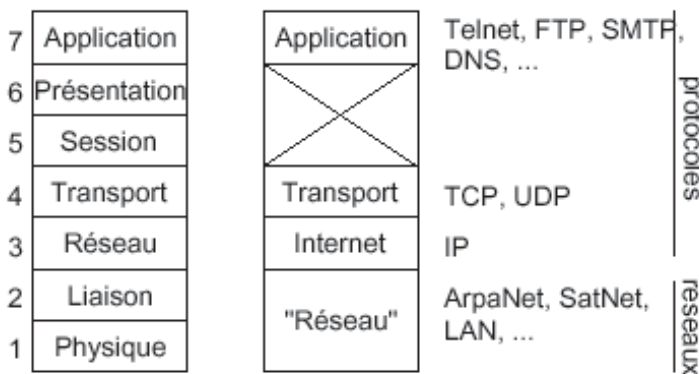 7 Application Application Telnet, FTP, SMTP,
DNS, ...
6 Présentation
5 Session
4 Transport Transport TCP, UDP
3 Réseau Internet IP
2 Liaison "Réseau" ArpaNet, SatNet,
LAN, ...
1 Physique
protocoles
reseaux